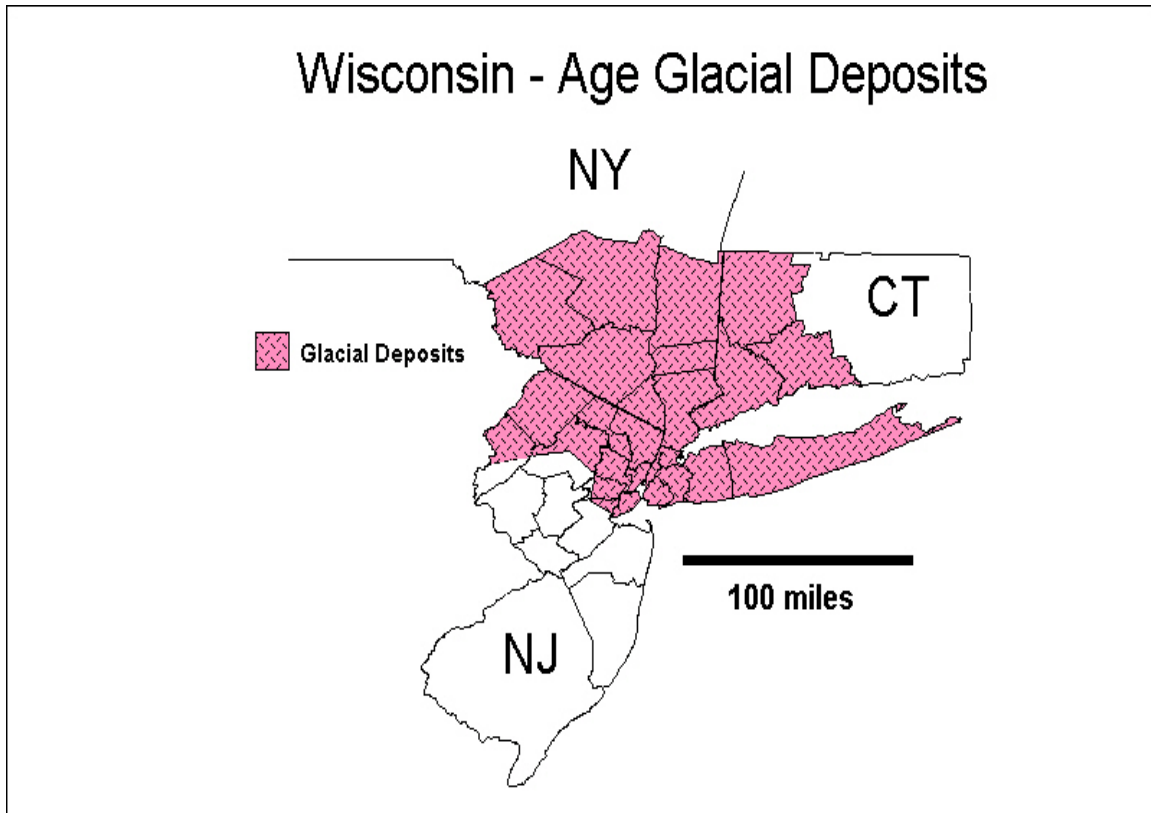 Wisconsin - Age Glacial Deposits
NY
CT
Glacial Deposits
100 miles
NJ